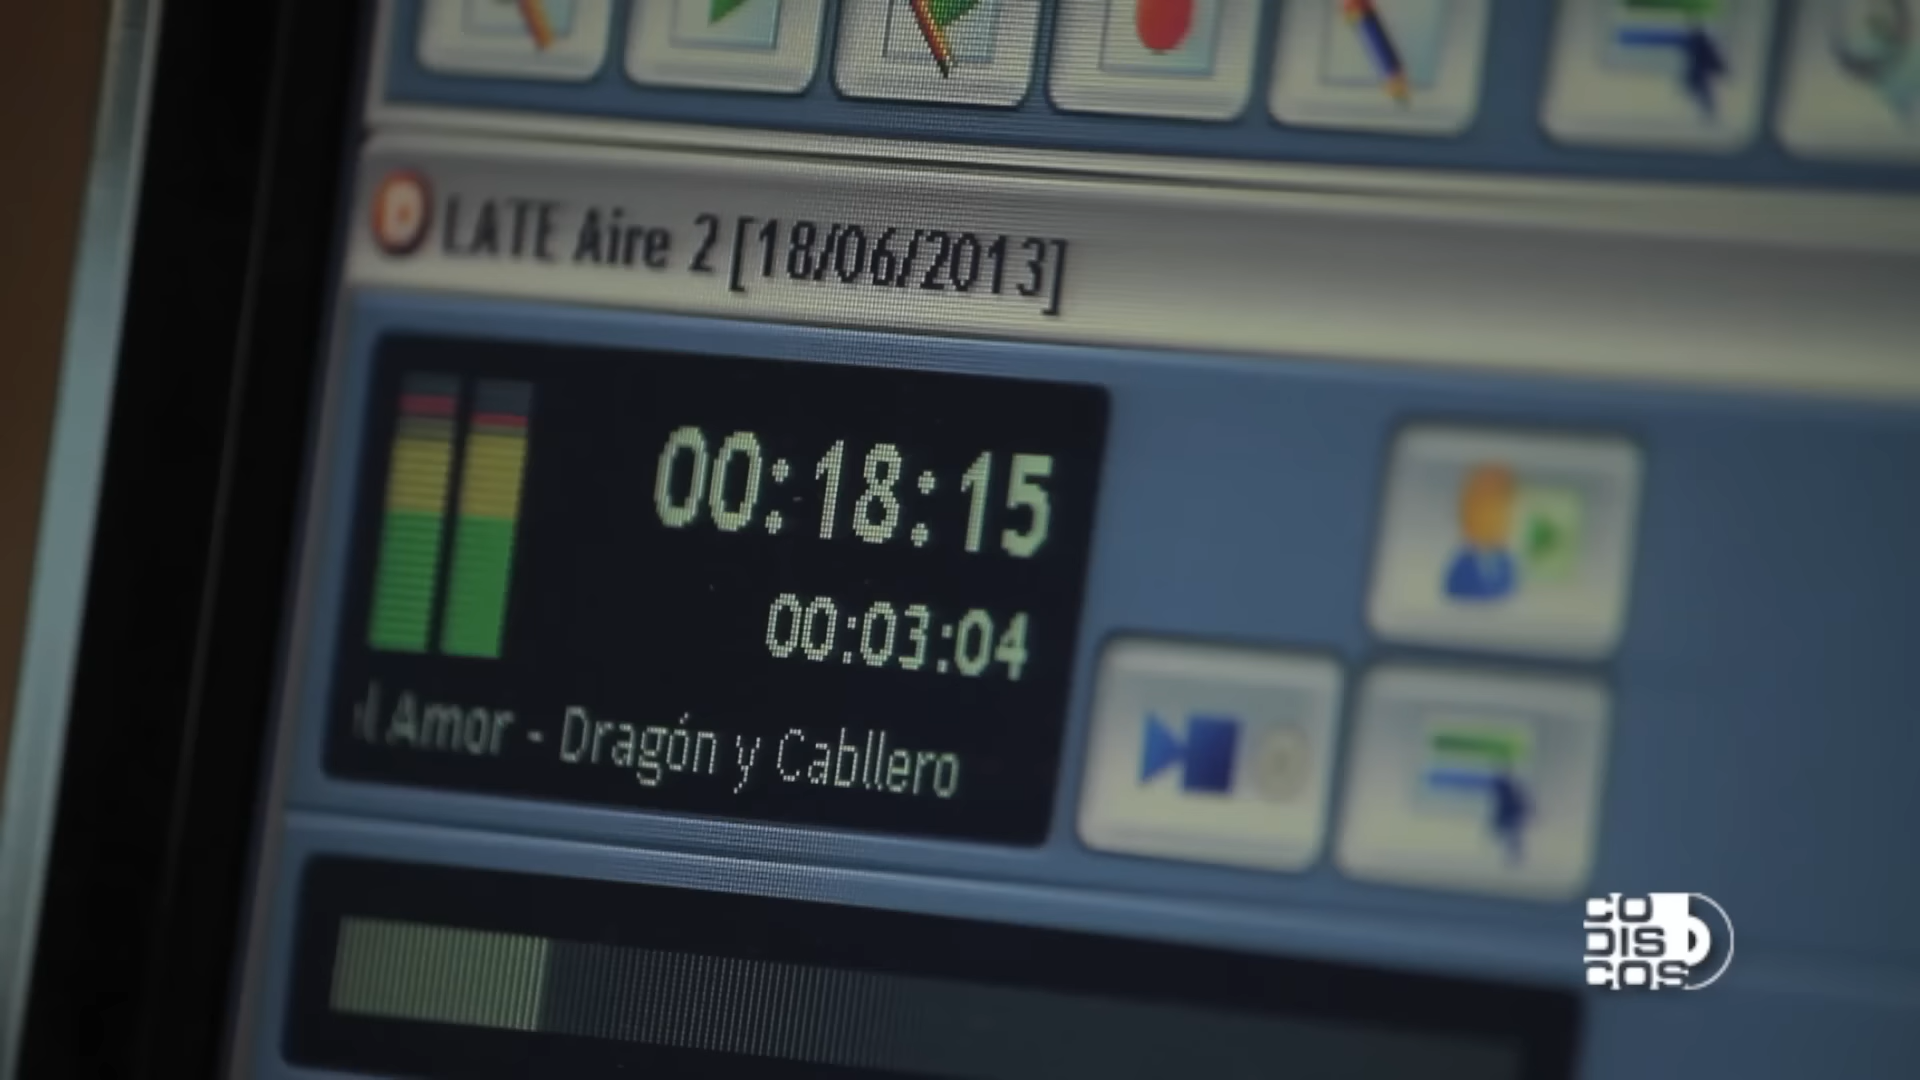 LATE Aire 2 [18/06/2013]
00:18:15
00:03:04
l Amor - Dragón y Cabllero
CO
DIS
COS